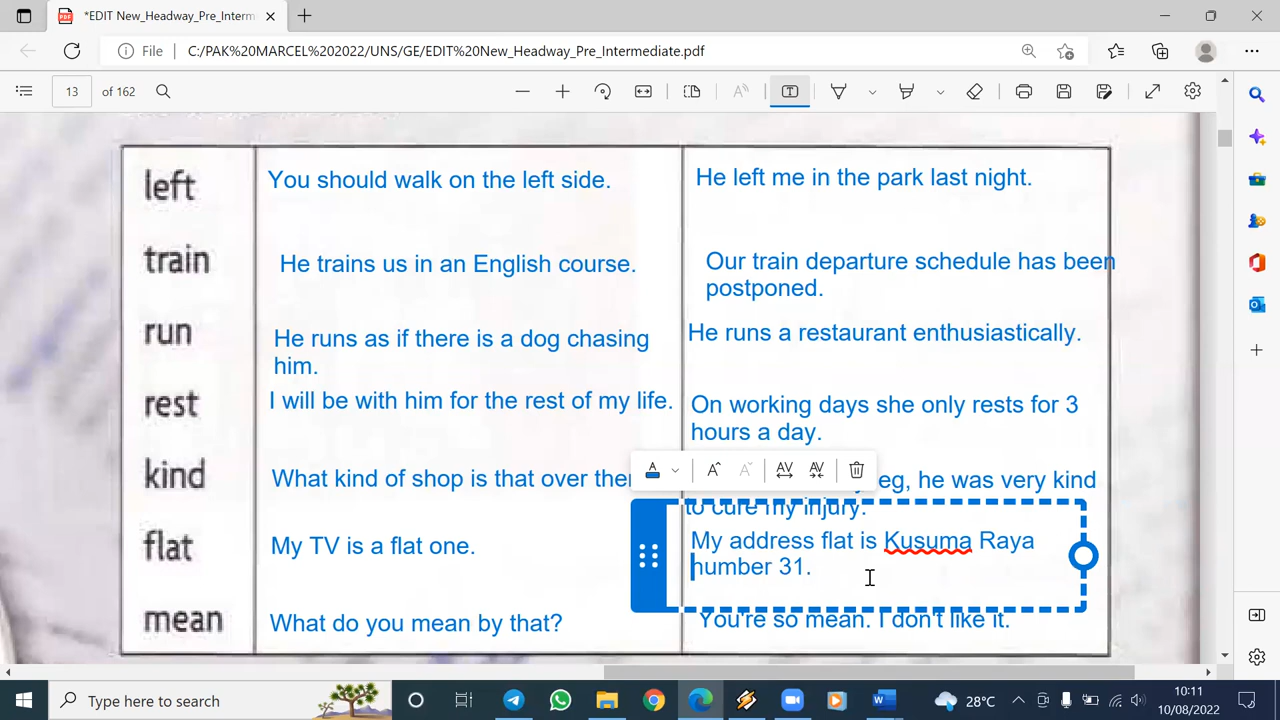 *EDIT New_Headway_Pre_Interm
File C:/PAK%20MARCEL%202022/UNS/GE/EDIT%20New_Headway_Pre_Intermediate.pdf
13 of 162
left You should walk on the left side. He left me in the park last night.
train He trains us in an English course. Our train departure schedule has been
postponed.
run He runs as if there is a dog chasing
him. He runs a restaurant enthusiastically.
rest I will be with him for the rest of my life. On working days she only rests for 3
hours a day.
kind What kind of shop is that over
eg, he was very kind
to cure my injury.
flat My TV is a flat one. My address flat is Kusuma Raya
number 31.
mean What do you mean by that? You're so mean. I don't like it.
Type here to search
28°C
10:11
10/08/2022